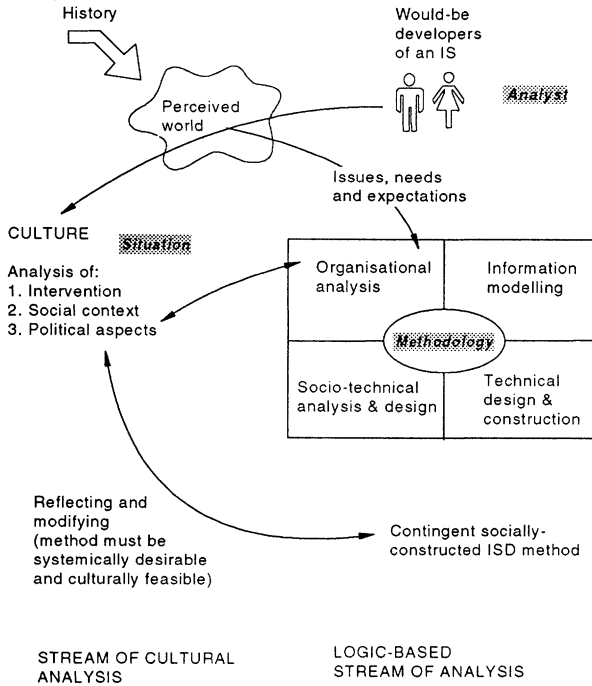 History
Would-be
developers
of an IS
Analyst
Perceived
world
Issues, needs
and expectations
CULTURE
Situation
Analysis of:
1. Intervention
2. Social context
3. Political aspects
Organisational
analysis
Information
modelling
Methodology
Socio-technical
analysis & design
Technical
design &
construction
Reflecting and
modifying
(method must be
systemically desirable
and culturally feasible)
Contingent socially-
constructed ISD method
STREAM OF CULTURAL
ANALYSIS
LOGIC-BASED
STREAM OF ANALYSIS